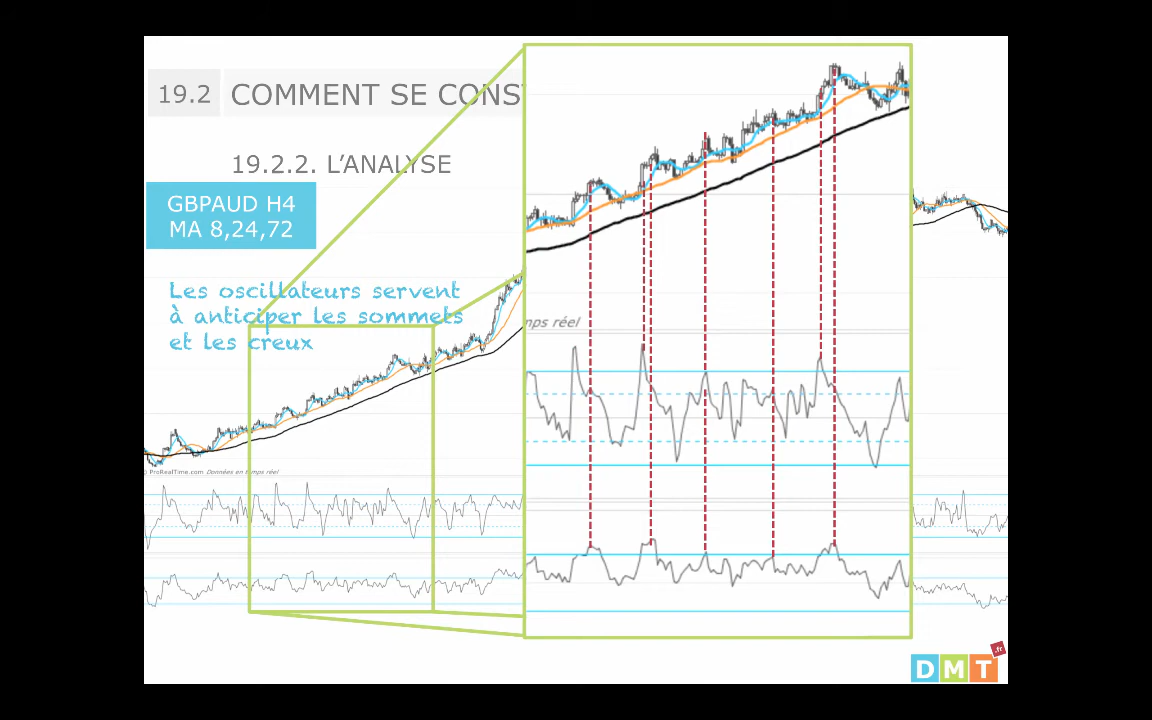 19.2 COMMENT SE CONS
19.2.2. L’ANALYSE
GBPAUD H4
MA 8,24,72
Les oscillateurs servent
à anticiper les sommets
et les creux
mps réel
© ProRealTime.com Données en temps réel
DMT.fr